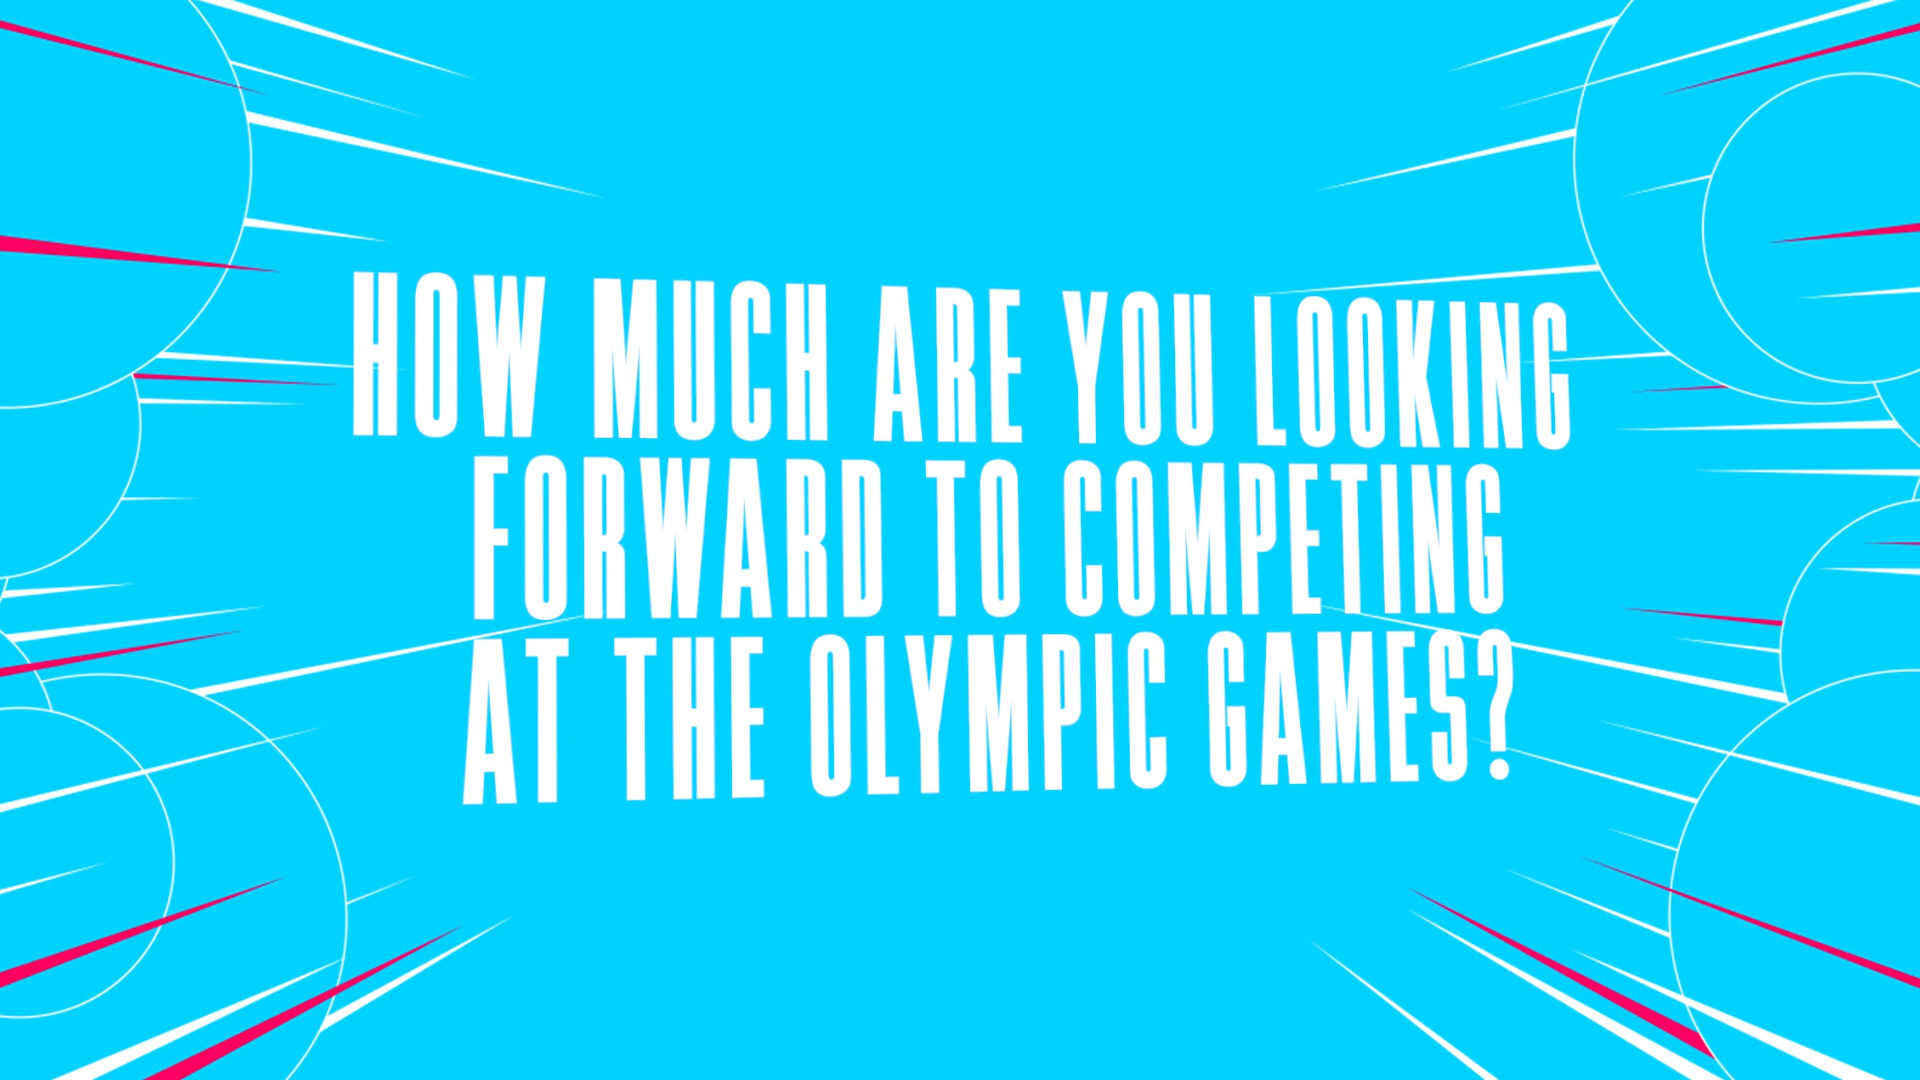 HOW MUCH ARE YOU LOOKING
FORWARD TO COMPETING
AT THE OLYMPIC GAMES?